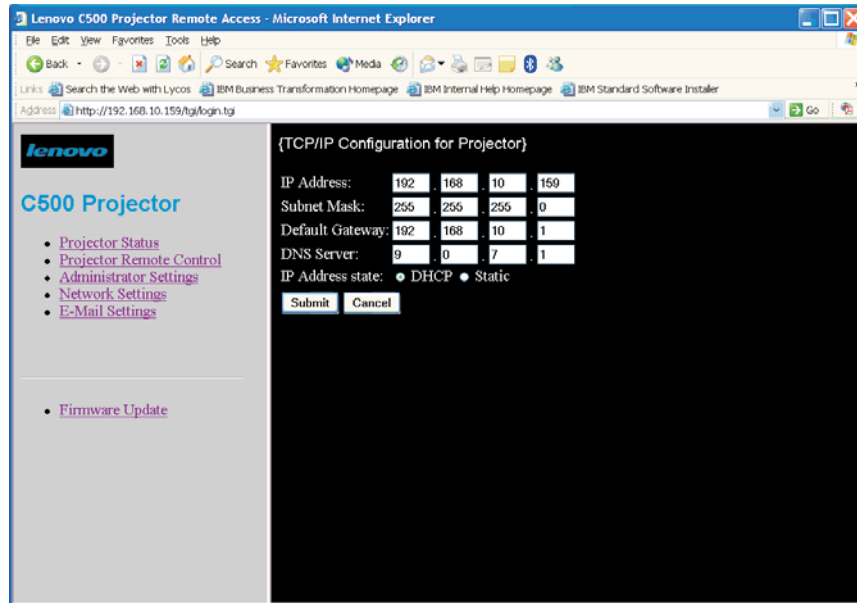 Lenovo C500 Projector Remote Access - Microsoft Internet Explorer
File Edit View Favorites Tools Help
Back Search Favorites Media
Links Search the Web with Lycos IBM Business Transformation Homepage IBM Internal Help Homepage IBM Standard Software Installer
Address http://192.168.10.159/tgi/login.tgi Go
lenovo
C500 Projector
Projector Status
Projector Remote Control
Administrator Settings
Network Settings
E-Mail Settings
Firmware Update
{TCP/IP Configuration for Projector}
IP Address: 192 . 168 . 10 . 159
Subnet Mask: 255 . 255 . 255 . 0
Default Gateway: 192 . 168 . 10 . 1
DNS Server: 9 . 0 . 7 . 1
IP Address state: DHCP Static
Submit Cancel